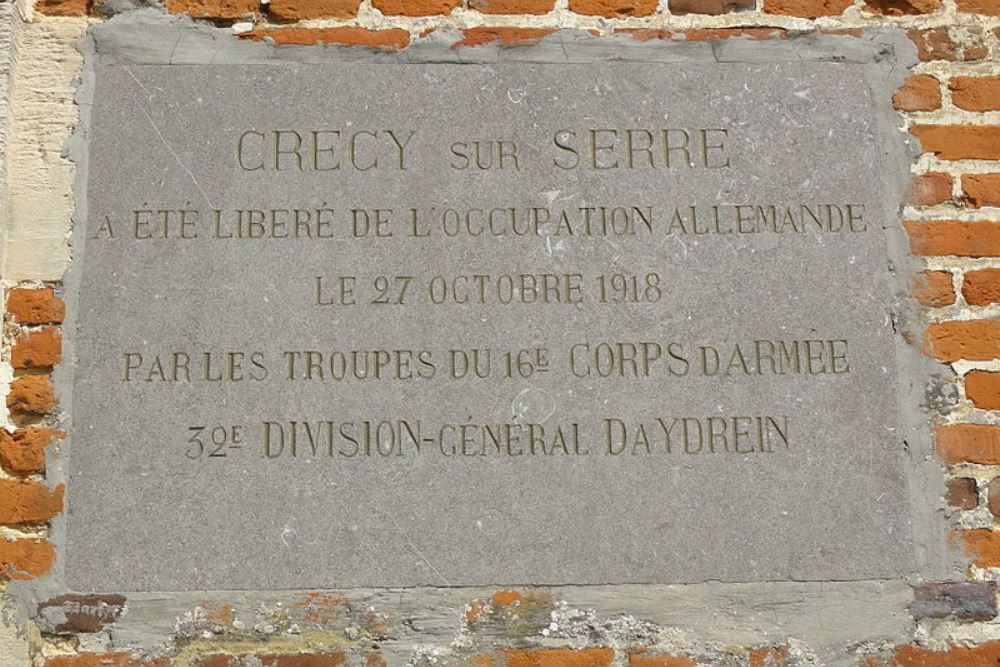 CRECY SUR SERRE
A ÉTÉ LIBERÉ DE L'OCCUPATION ALLEMANDE
LE 27 OCTOBRE 1918
PAR LES TROUPES DU 16E CORPS DARMEE
32E DIVISION-GÉNÉRAL DAYDREIN